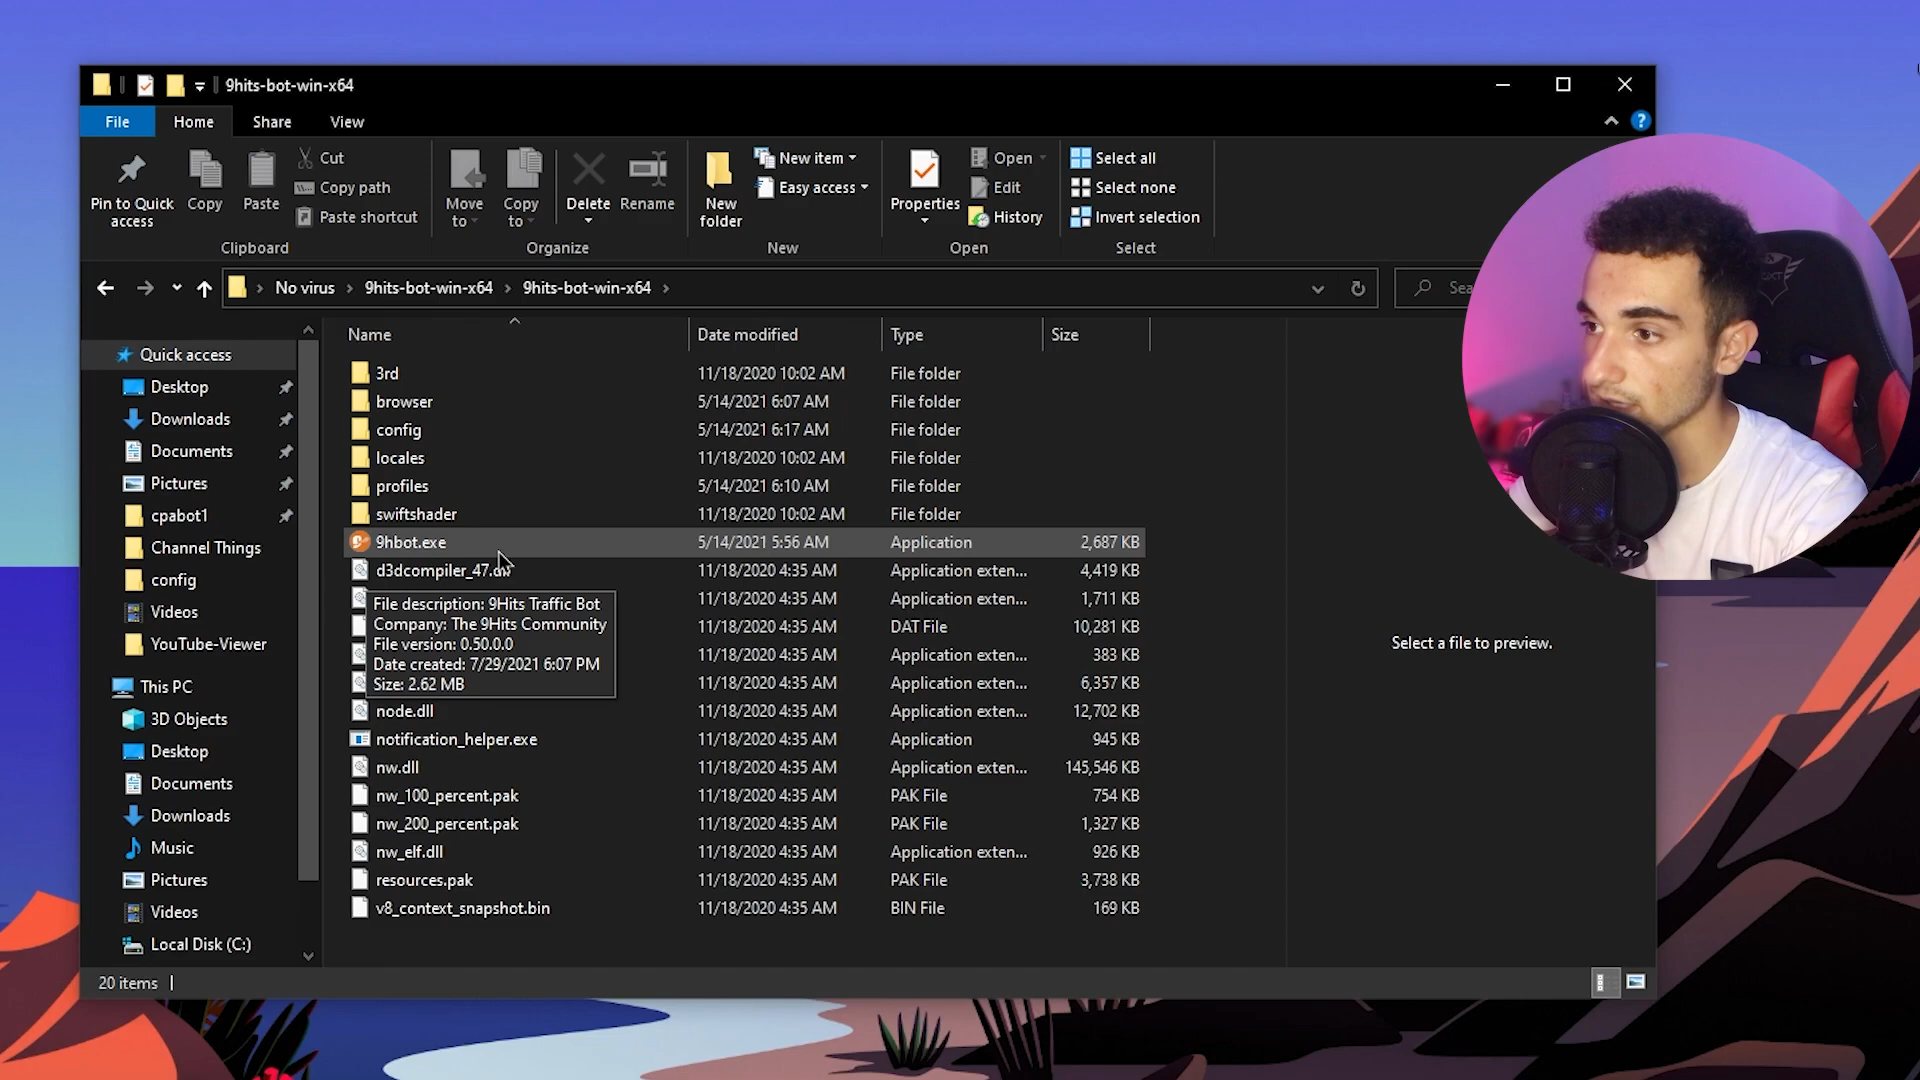 9hits-bot-win-x64
File Home Share View
Pin to Quick access
Copy
Paste
Cut
Copy path
Paste shortcut
Clipboard
Move to
Copy to
Delete
Rename
Organize
New folder
New item
Easy access
New
Properties
Open
Edit
History
Open
Select all
Select none
Invert selection
Select
No virus > 9hits-bot-win-x64 > 9hits-bot-win-x64 >
Quick access
Desktop
Downloads
Documents
Pictures
cpabot1
Channel Things
config
Videos
YouTube-Viewer
This PC
3D Objects
Desktop
Documents
Downloads
Music
Pictures
Videos
Local Disk (C:)
Name Date modified Type Size
3rd 11/18/2020 10:02 AM File folder
browser 5/14/2021 6:07 AM File folder
config 5/14/2021 6:17 AM File folder
locales 11/18/2020 10:02 AM File folder
profiles 5/14/2021 6:10 AM File folder
swiftshader 11/18/2020 10:02 AM File folder
9hbot.exe 5/14/2021 5:56 AM Application 2,687 KB
d3dcompiler_47.dll 11/18/2020 4:35 AM Application exten... 4,419 KB
11/18/2020 4:35 AM Application exten... 1,711 KB
11/18/2020 4:35 AM DAT File 10,281 KB
11/18/2020 4:35 AM Application exten... 383 KB
11/18/2020 4:35 AM Application exten... 6,357 KB
File description: 9Hits Traffic Bot
Company: The 9Hits Community
File version: 0.50.0.0
Date created: 7/29/2021 6:07 PM
Size: 2.62 MB
node.dll 11/18/2020 4:35 AM Application exten... 12,702 KB
notification_helper.exe 11/18/2020 4:35 AM Application 945 KB
nw.dll 11/18/2020 4:35 AM Application exten... 145,546 KB
nw_100_percent.pak 11/18/2020 4:35 AM PAK File 754 KB
nw_200_percent.pak 11/18/2020 4:35 AM PAK File 1,327 KB
nw_elf.dll 11/18/2020 4:35 AM Application exten... 926 KB
resources.pak 11/18/2020 4:35 AM PAK File 3,738 KB
v8_context_snapshot.bin 11/18/2020 4:35 AM BIN File 169 KB
Select a file to preview.
20 items